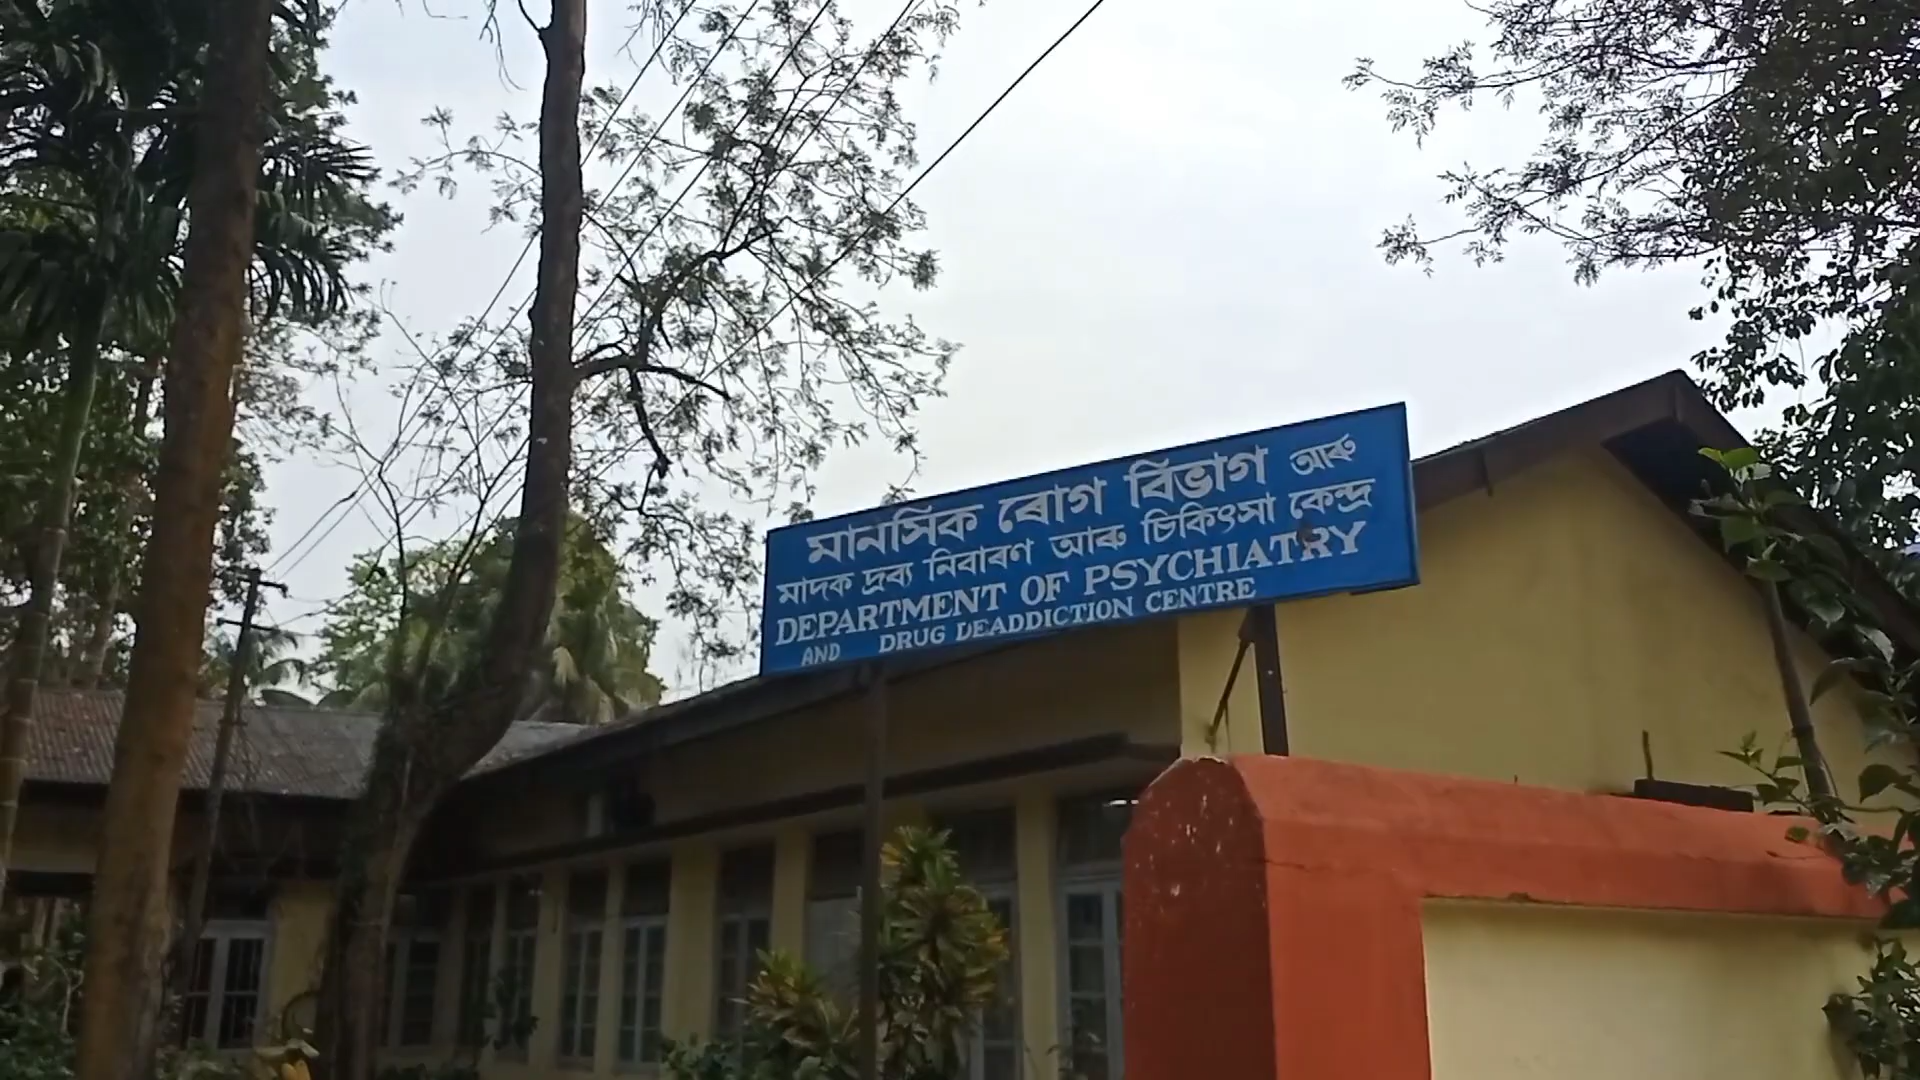 মানসিক ৰোগ বিভাগ আৰু
মাদক দ্ৰব্য নিবাৰণ আৰু চিকিৎসা কেন্দ্ৰ
DEPARTMENT OF PSYCHIATRY
AND DRUG DEADDICTION CENTRE